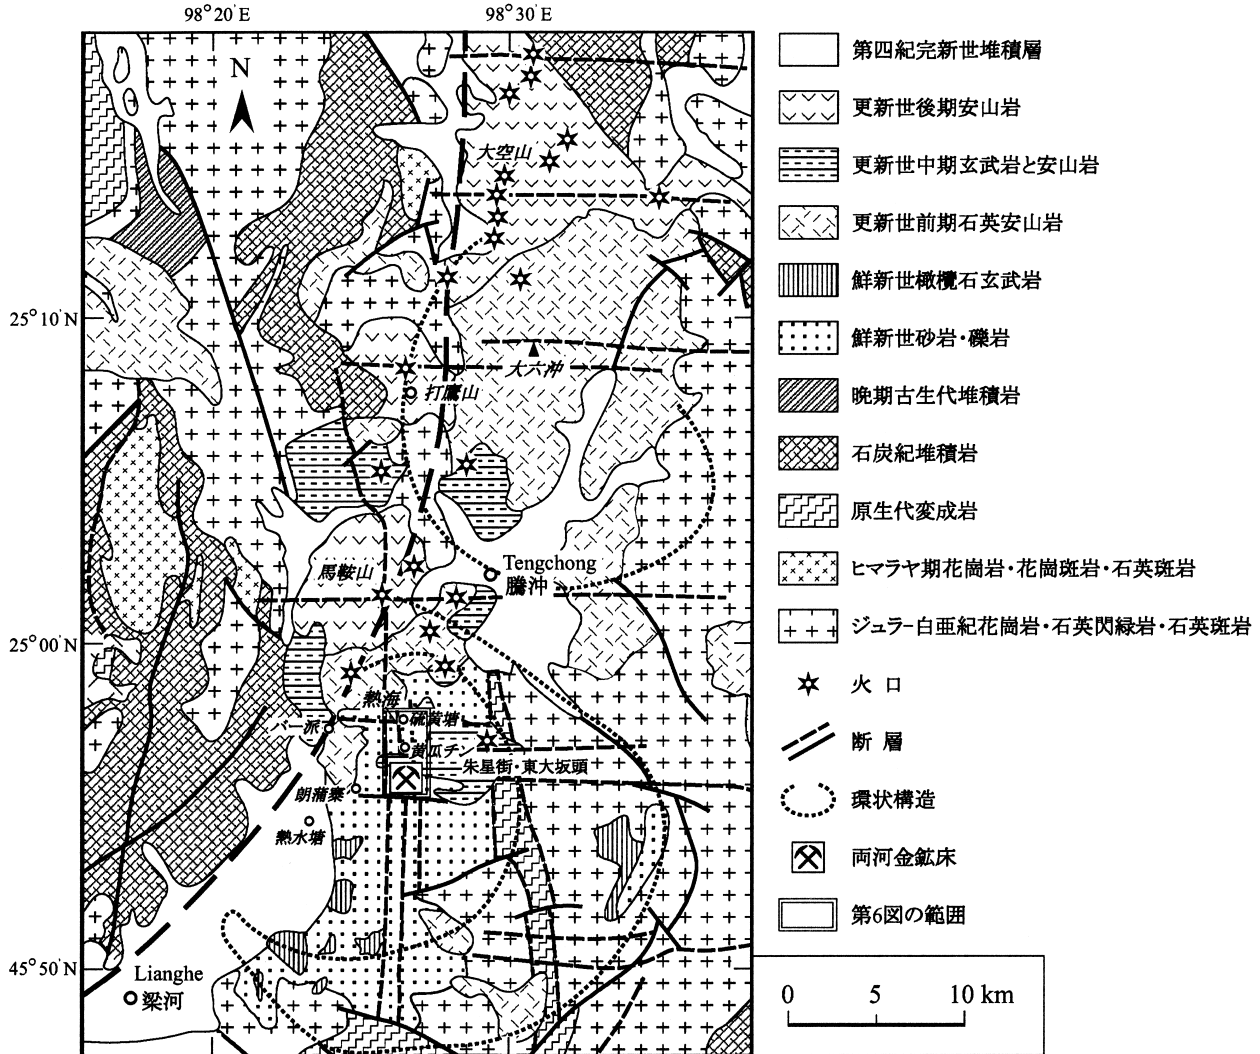 98°20′E
98°30′E
N
25°10′N
25°00′N
45°50′N
大空山
大六冲
打鷹山
馬鞍山
Tengchong
騰冲
熱海
硫黄塘
黄瓜チン
バー派
朱星街・東大坂頭
朗蒲寨
熱水塘
Lianghe
梁河
第四紀完新世堆積層
更新世後期安山岩
更新世中期玄武岩と安山岩
更新世前期石英安山岩
鮮新世橄欖石玄武岩
鮮新世砂岩・礫岩
晩期古生代堆積岩
石炭紀堆積岩
原生代変成岩
ヒマラヤ期花崗岩・花崗斑岩・石英斑岩
ジュラー白亜紀花崗岩・石英閃緑岩・石英斑岩
火口
断層
環状構造
両河金鉱床
第6図の範囲
0 5 10 km